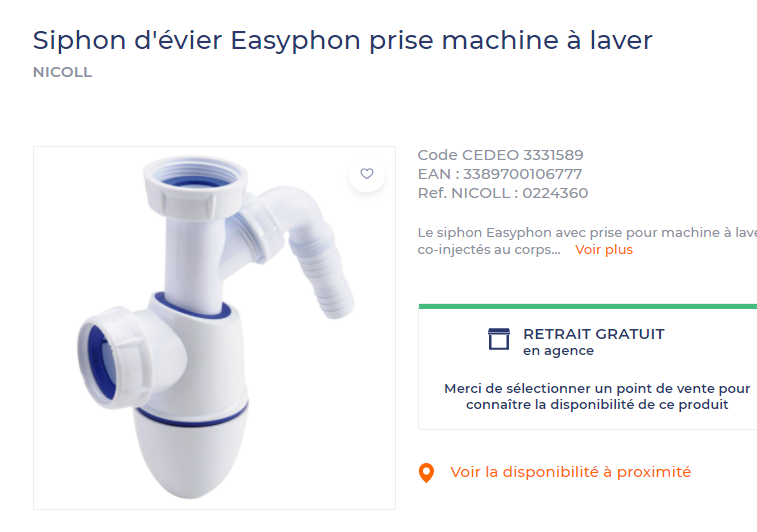 Siphon d'évier Easyphon prise machine à laver
NICOLL
Code CEDEO 3331589
EAN : 3389700106777
Ref. NICOLL : 0224360
Le siphon Easyphon avec prise pour machine à lave
co-injectés au corps... Voir plus
RETRAIT GRATUIT
en agence
Merci de sélectionner un point de vente pour
connaître la disponibilité de ce produit
Voir la disponibilité à proximité